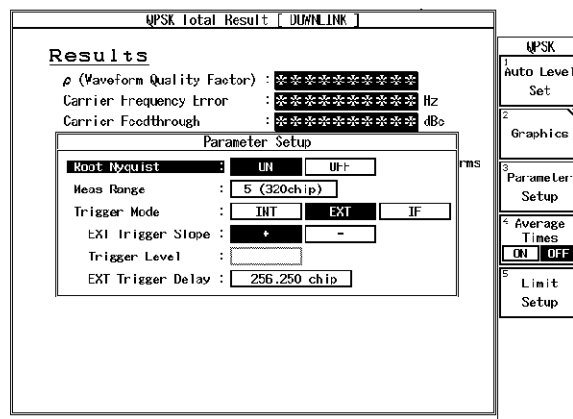 QPSK Total Result [ DOWNLINK ]
Results
ρ (Waveform Quality Factor) : **********
Carrier Frequency Error : ********** Hz
Carrier Feedthrough : ********** dBc
rms
Parameter Setup
Root Nyquist : ON OFF
Meas Range : 5 (320chip)
Trigger Mode : INT EXT IF
EXT Trigger Slope : + -
Trigger Level :
EXT Trigger Delay : 256.250 chip
QPSK
1
Auto Level
Set
2
Graphics
3
Parameter
Setup
4 Average
Times
ON OFF
5
Limit
Setup